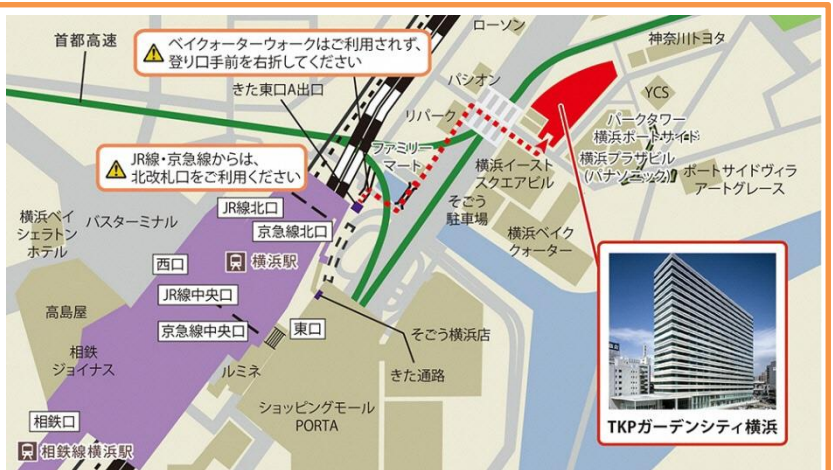 首都高速
⚠ ベイクォーターウォークはご利用されず、
登り口手前を右折してください
ローソン
神奈川トヨタ
きた東口A出口
パシオン
リパーク
YCS
パークタワー
横浜ポートサイド
ファミリー
マート
横浜イースト
スクエアビル
横浜プラザビル
(パナソニック)
ポートサイドヴィラ
アートグレース
⚠ JR線・京急線からは、
北改札口をご利用ください
そごう
駐車場
横浜ベイ
シェラトン
ホテル
バスターミナル
JR線北口
京急線北口
横浜ベイク
クォーター
西口
横浜駅
JR線中央口
高島屋
京急線中央口
東口
そごう横浜店
相鉄
ジョイナス
ルミネ
きた通路
ショッピングモール
PORTA
相鉄口
相鉄線横浜駅
TKPガーデンシティ横浜